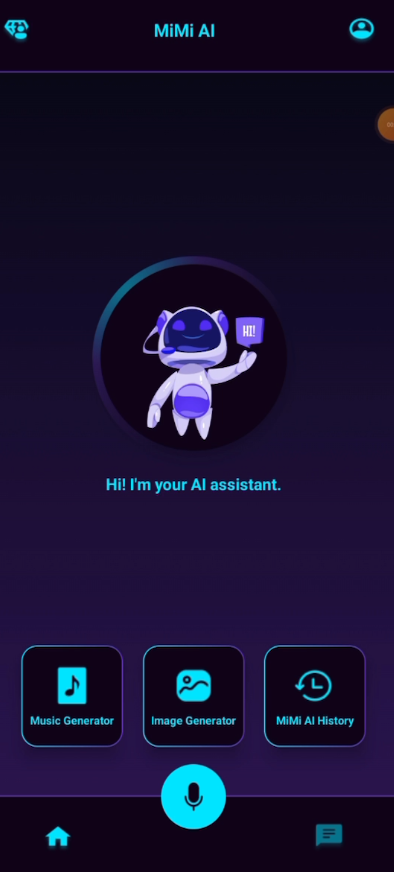 MiMi AI
HI!
Hi! I'm your AI assistant.
Music Generator
Image Generator
MiMi AI History